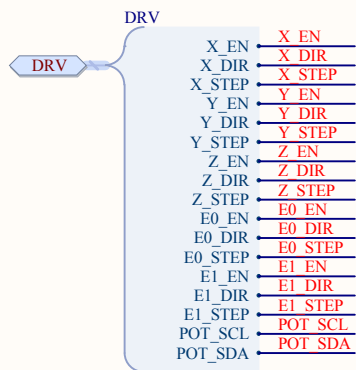 DRV
DRV
X_EN X_EN
X_DIR X_DIR
X_STEP X_STEP
Y_EN Y_EN
Y_DIR Y_DIR
Y_STEP Y_STEP
Z_EN Z_EN
Z_DIR Z_DIR
Z_STEP Z_STEP
E0_EN E0_EN
E0_DIR E0_DIR
E0_STEP E0_STEP
E1_EN E1_EN
E1_DIR E1_DIR
E1_STEP E1_STEP
POT_SCL POT_SCL
POT_SDA POT_SDA